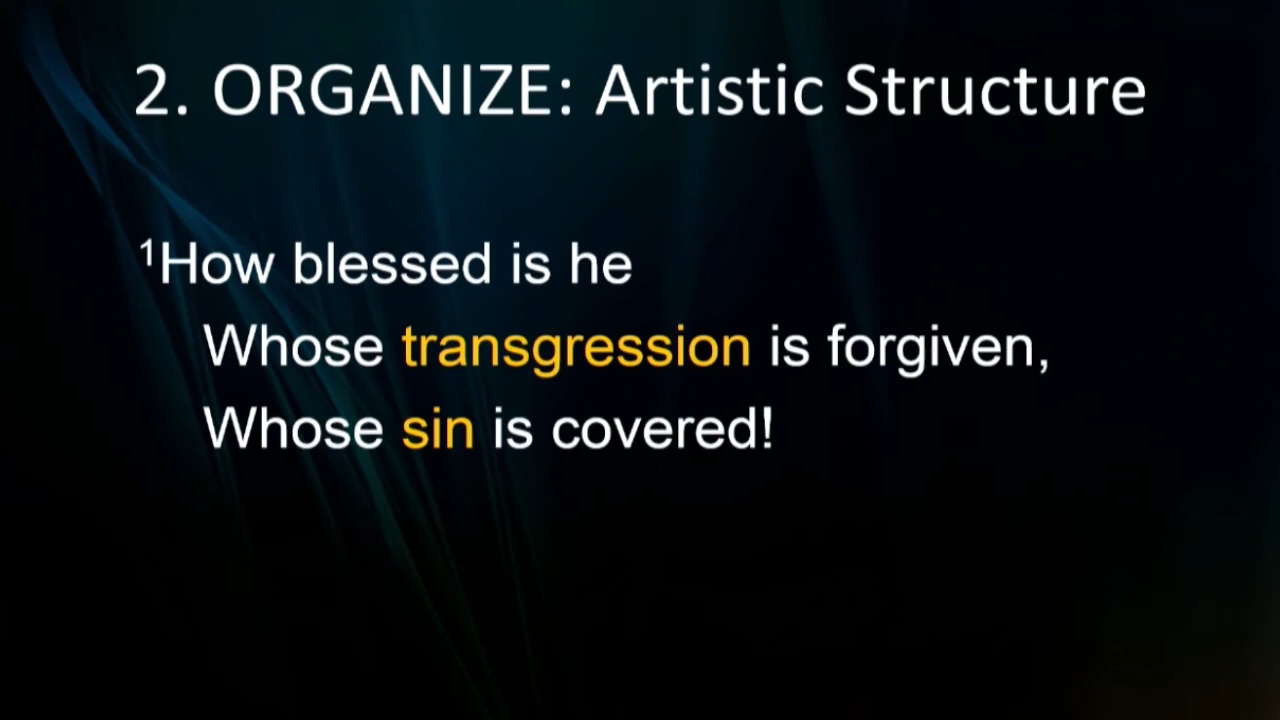 2. ORGANIZE: Artistic Structure
¹How blessed is he
Whose transgression is forgiven,
Whose sin is covered!